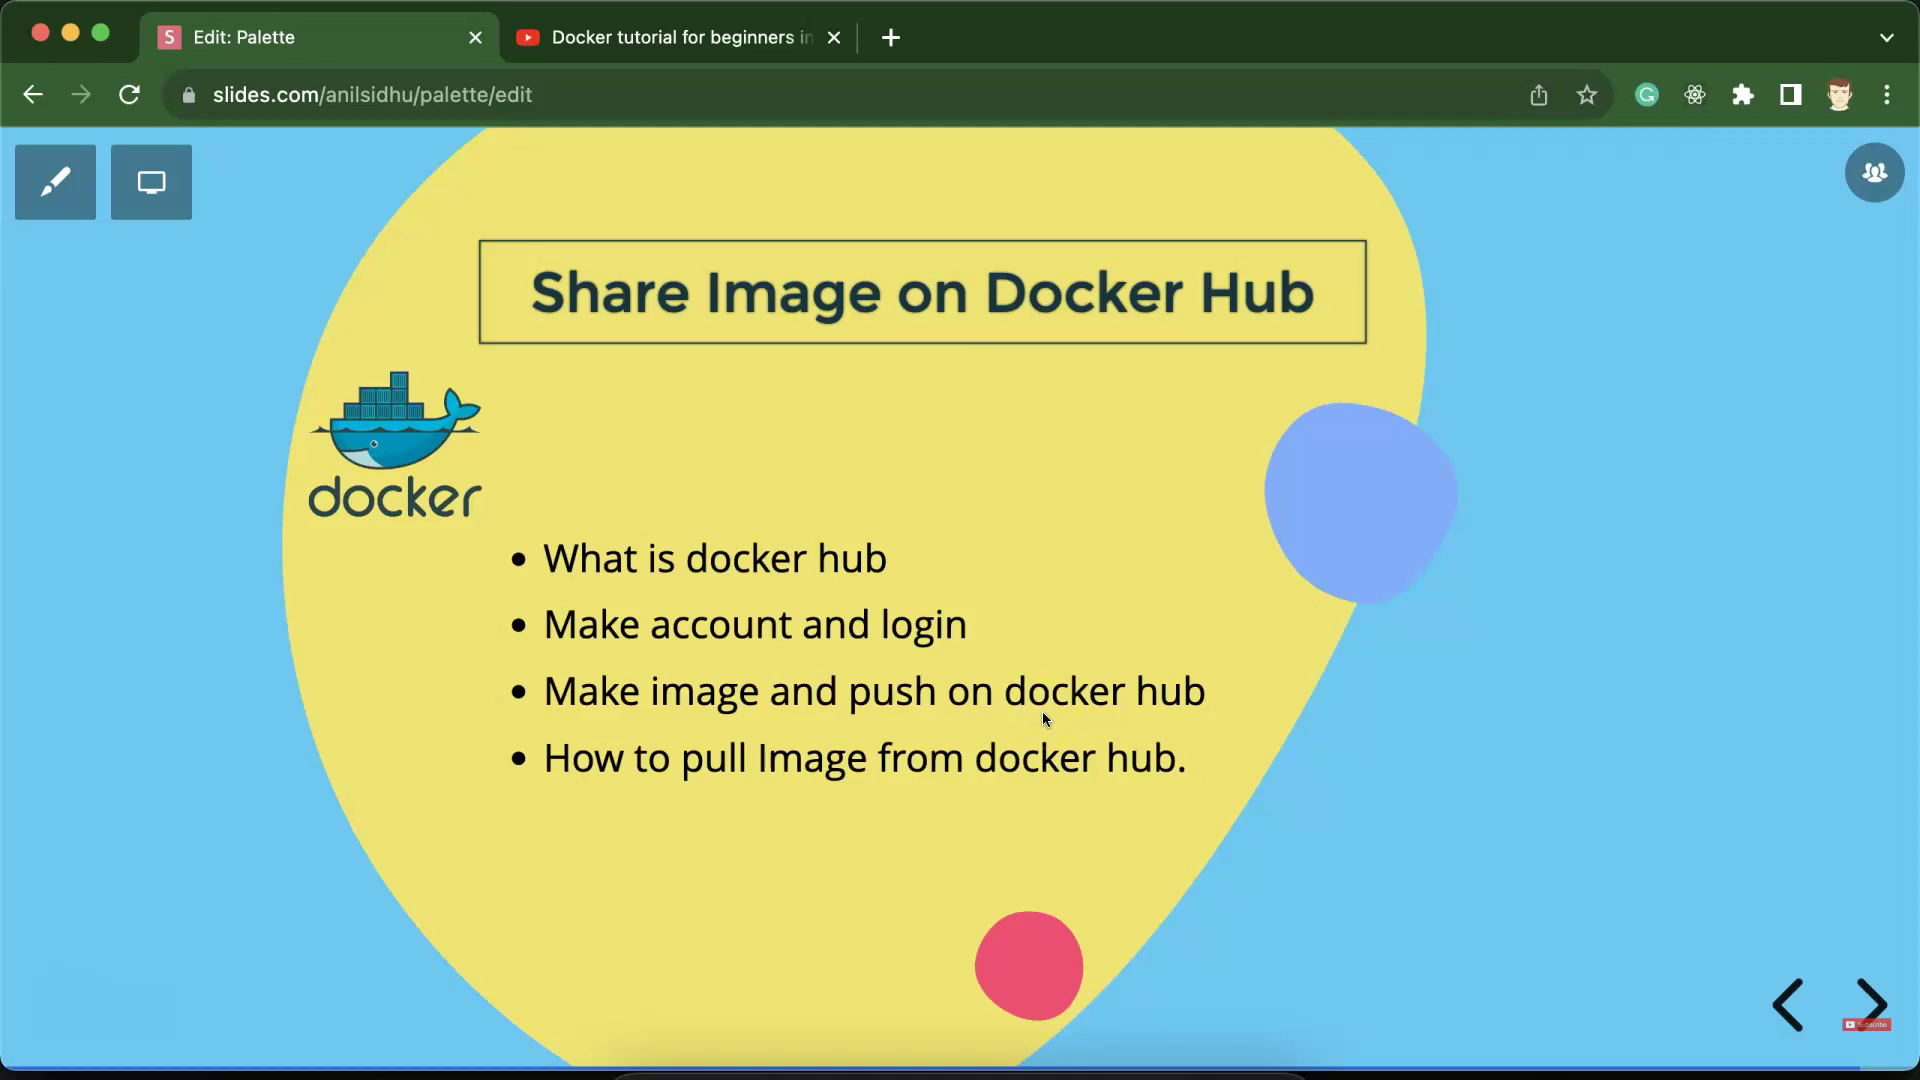 S Edit: Palette
Docker tutorial for beginners in
slides.com/anilsidhu/palette/edit
Share Image on Docker Hub
docker
• What is docker hub
• Make account and login
• Make image and push on docker hub
• How to pull Image from docker hub.
Subscribe